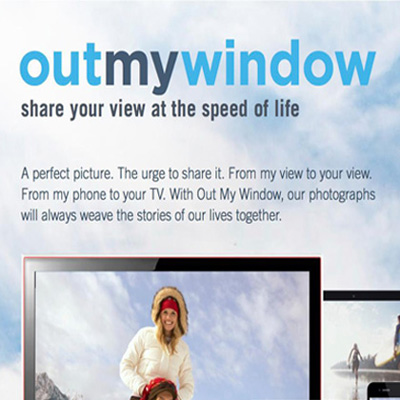 outmywindow
share your view at the speed of life
A perfect picture. The urge to share it. From my view to your view.
From my phone to your TV. With Out My Window, our photographs
will always weave the stories of our lives together.